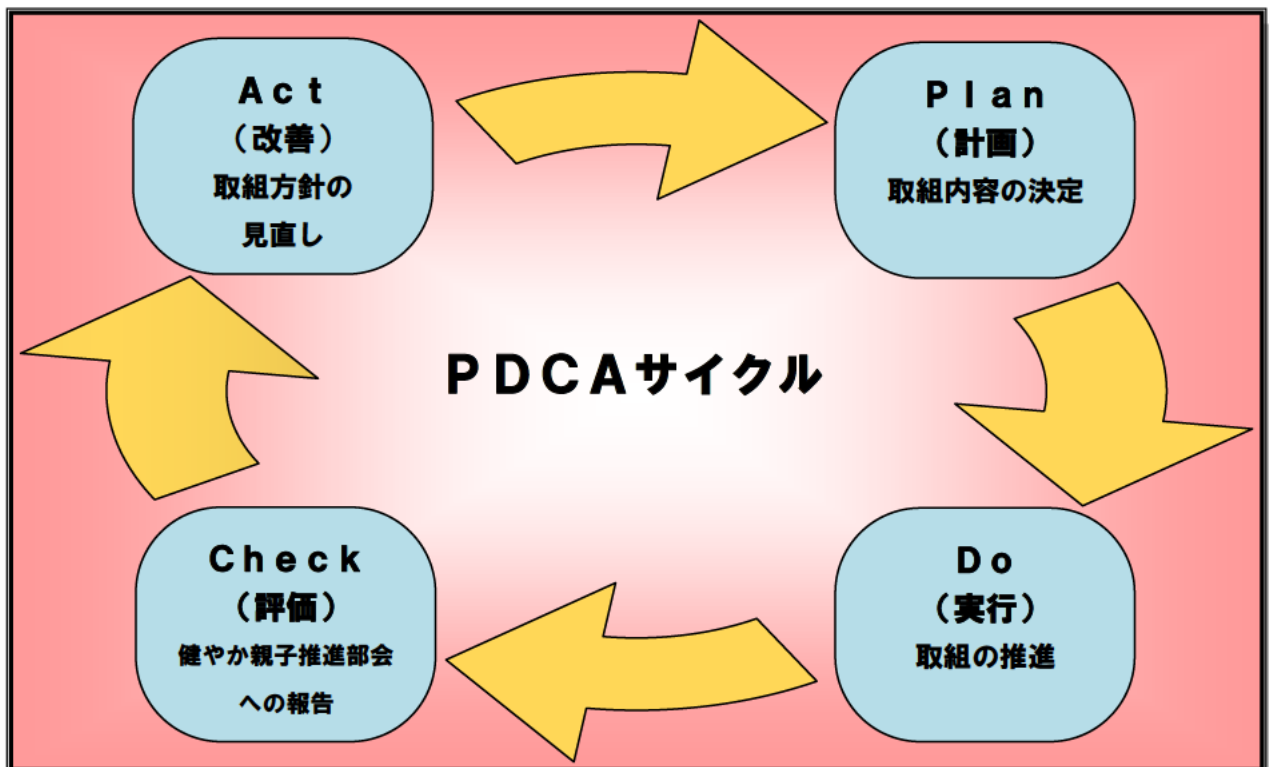 Ａｃｔ
（改善）
取組方針の
見直し
Ｐｌａｎ
（計画）
取組内容の決定
ＰＤＣＡサイクル
Ｃｈｅｃｋ
（評価）
健やか親子推進部会
への報告
Ｄｏ
（実行）
取組の推進